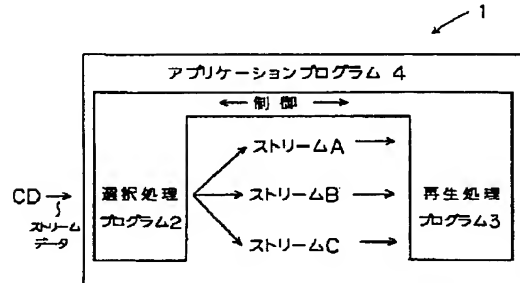 1
アプリケーションプログラム 4
← 制御 →
ストリームA
CD → 選択処理 ストリームB 再生処理
ストリーム プログラム2 プログラム3
データ ストリームC